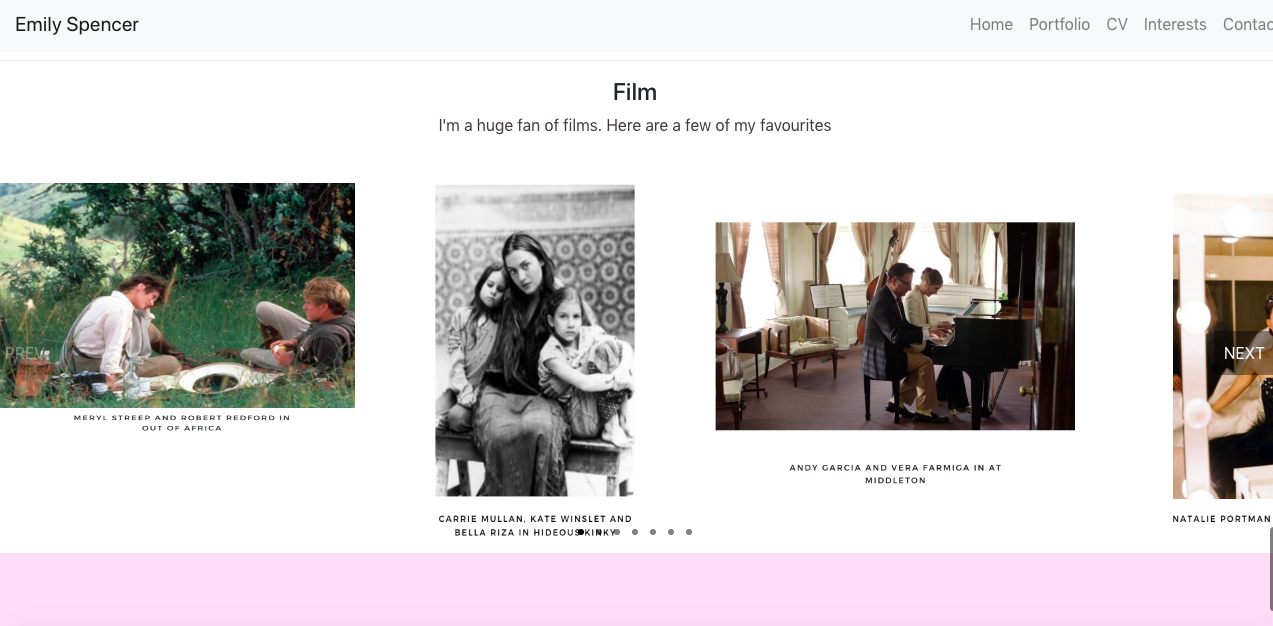 Emily Spencer
Home Portfolio CV Interests Contac
Film
I'm a huge fan of films. Here are a few of my favourites
PREV
NEXT
MERYL STREEP AND ROBERT REDFORD IN
OUT OF AFRICA
ANDY GARCIA AND VERA FARMIGA IN AT
MIDDLETON
CARRIE MULLAN, KATE WINSLET AND
BELLA RIZA IN HIDEOUS KINKY
NATALIE PORTMAN